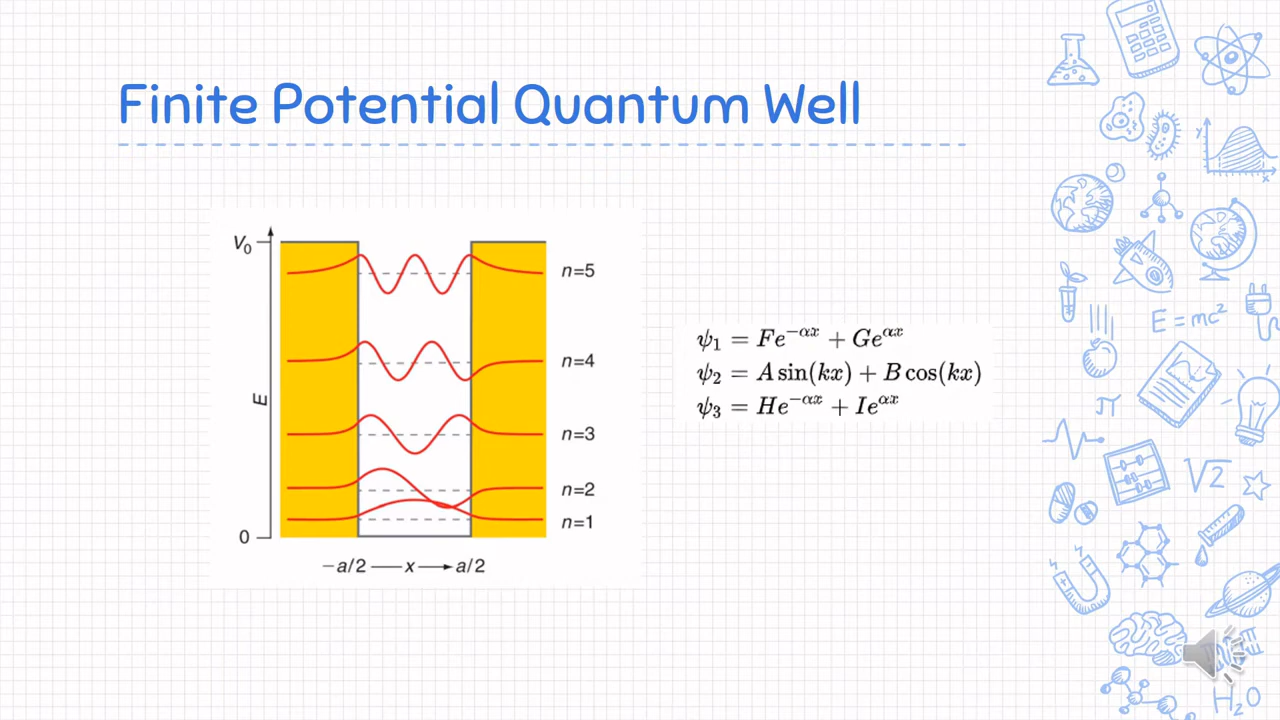 Finite Potential Quantum Well
V₀
n=5
n=4
E
n=3
n=2
n=1
0
−a/2 — x → a/2
ψ₁ = Fe^{−αx} + Ge^{αx}
ψ₂ = A sin(kx) + B cos(kx)
ψ₃ = He^{−αx} + Ie^{αx}
y
x
E = mc²
π
√2
H₂O